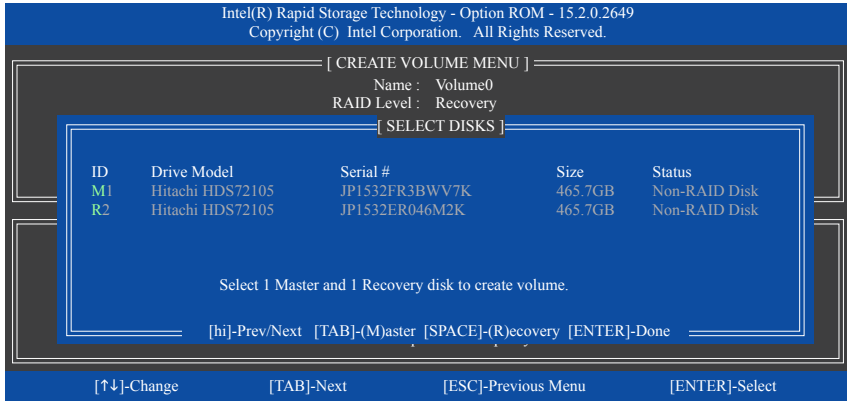 Intel(R) Rapid Storage Technology - Option ROM - 15.2.0.2649
Copyright (C) Intel Corporation. All Rights Reserved.
[ CREATE VOLUME MENU ]
Name : Volume0
RAID Level : Recovery
[ SELECT DISKS ]
ID Drive Model Serial # Size Status
M1 Hitachi HDS72105 JP1532FR3BWV7K 465.7GB Non-RAID Disk
R2 Hitachi HDS72105 JP1532ER046M2K 465.7GB Non-RAID Disk
Select 1 Master and 1 Recovery disk to create volume.
[hi]-Prev/Next [TAB]-(M)aster [SPACE]-(R)ecovery [ENTER]-Done
[↑↓]-Change [TAB]-Next [ESC]-Previous Menu [ENTER]-Select